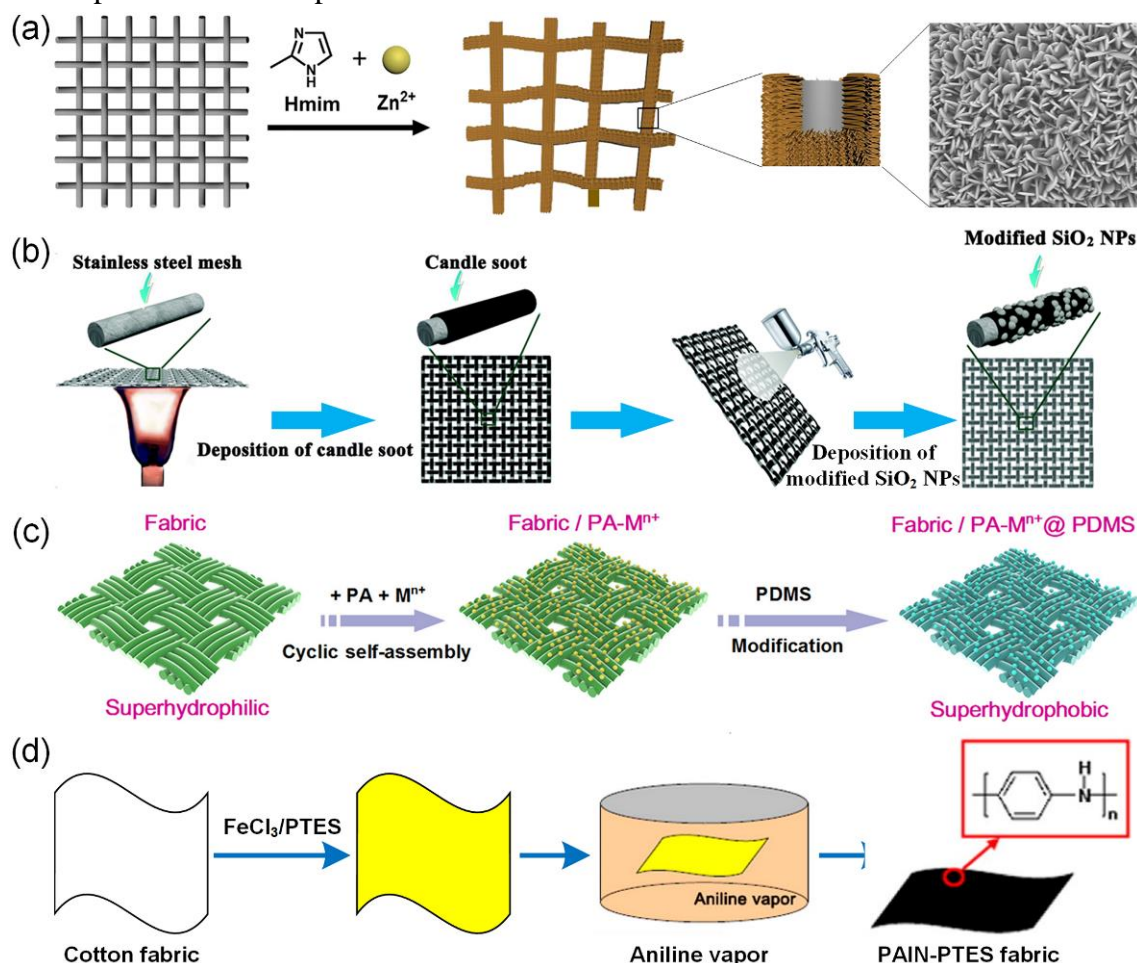 (a)
N
N
H
Hmim
+
Zn²⁺
(b)
Stainless steel mesh
Candle soot
Modified SiO₂ NPs
Deposition of candle soot
Deposition of
modified SiO₂ NPs
(c)
Fabric
Fabric / PA-Mⁿ⁺
Fabric / PA-Mⁿ⁺@ PDMS
+ PA + Mⁿ⁺
PDMS
Cyclic self-assembly
Modification
Superhydrophilic
Superhydrophobic
(d)
FeCl₃/PTES
H
N
n
Aniline vapor
Cotton fabric
Aniline vapor
PAIN-PTES fabric